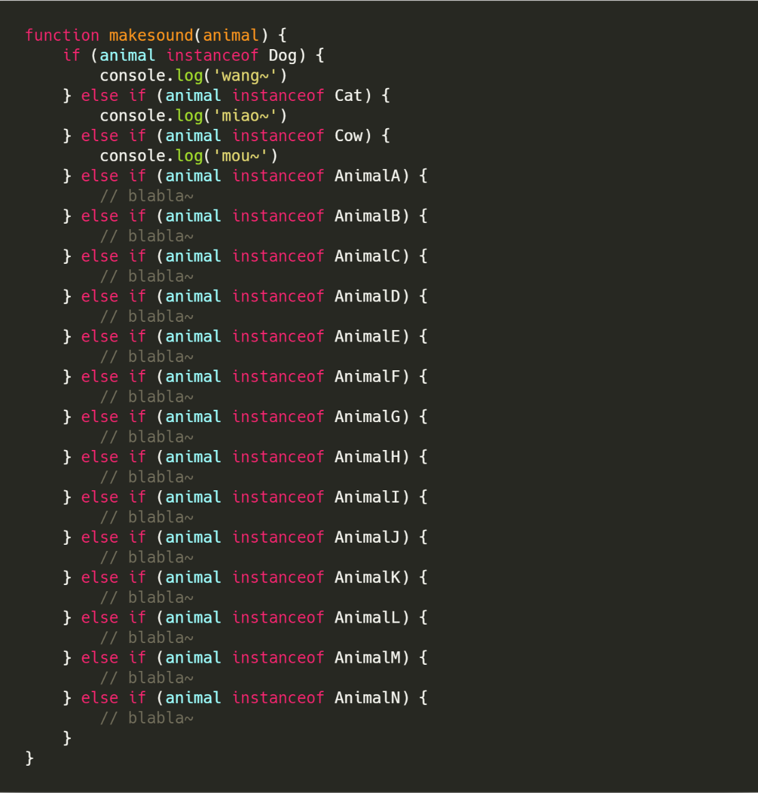 function makesound(animal) {
    if (animal instanceof Dog) {
        console.log('wang~')
    } else if (animal instanceof Cat) {
        console.log('miao~')
    } else if (animal instanceof Cow) {
        console.log('mou~')
    } else if (animal instanceof AnimalA) {
        // blabla~
    } else if (animal instanceof AnimalB) {
        // blabla~
    } else if (animal instanceof AnimalC) {
        // blabla~
    } else if (animal instanceof AnimalD) {
        // blabla~
    } else if (animal instanceof AnimalE) {
        // blabla~
    } else if (animal instanceof AnimalF) {
        // blabla~
    } else if (animal instanceof AnimalG) {
        // blabla~
    } else if (animal instanceof AnimalH) {
        // blabla~
    } else if (animal instanceof AnimalI) {
        // blabla~
    } else if (animal instanceof AnimalJ) {
        // blabla~
    } else if (animal instanceof AnimalK) {
        // blabla~
    } else if (animal instanceof AnimalL) {
        // blabla~
    } else if (animal instanceof AnimalM) {
        // blabla~
    } else if (animal instanceof AnimalN) {
        // blabla~
    }
}